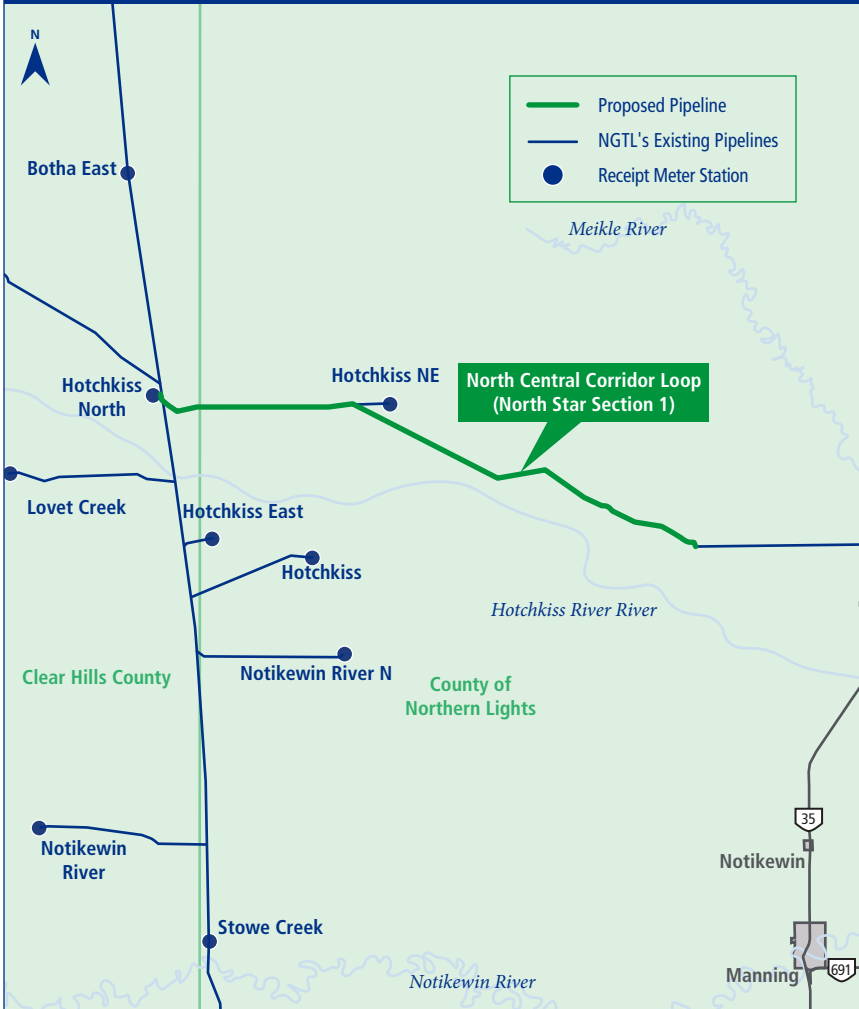 N
Proposed Pipeline
NGTL's Existing Pipelines
Receipt Meter Station
Botha East
Meikle River
Hotchkiss
North
Hotchkiss NE
North Central Corridor Loop
(North Star Section 1)
Lovet Creek
Hotchkiss East
Hotchkiss
Hotchkiss River River
Clear Hills County
Notikewin River N
County of
Northern Lights
35
Notikewin
River
Notikewin
Stowe Creek
Notikewin River
Manning
691